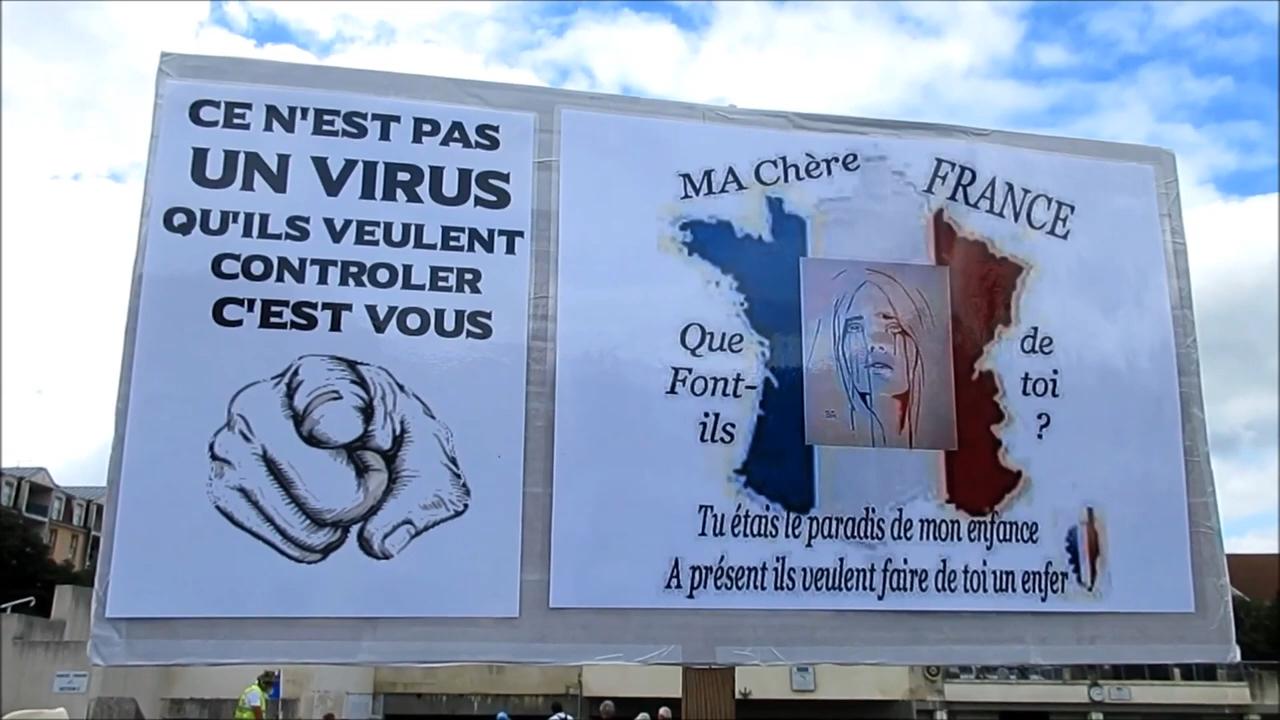 CE N'EST PAS
UN VIRUS
QU'ILS VEULENT
CONTROLER
C'EST VOUS
MA Chère FRANCE
Que
Font-
ils
de
toi
?
Tu étais le paradis de mon enfance
A présent ils veulent faire de toi un enfer